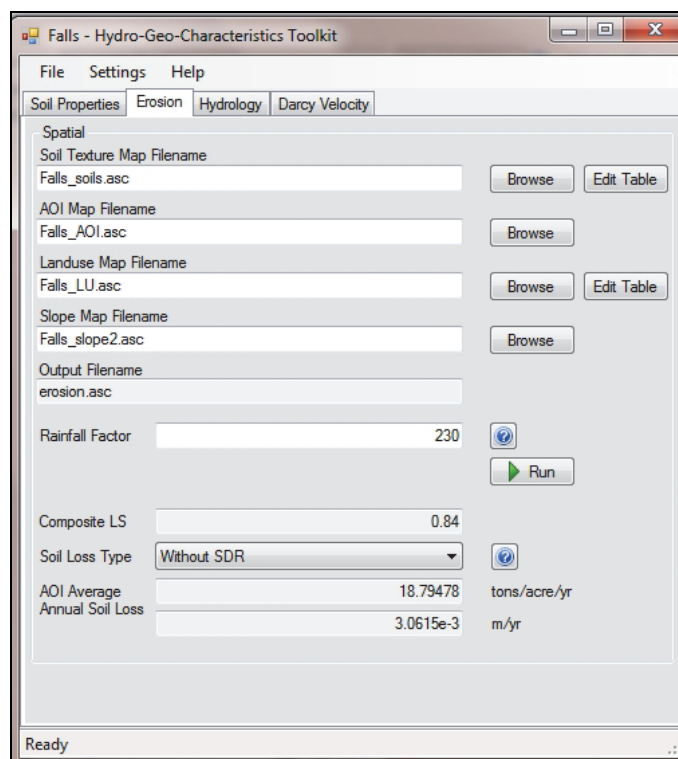 Falls - Hydro-Geo-Characteristics Toolkit
File Settings Help
Soil Properties Erosion Hydrology Darcy Velocity
Spatial
Soil Texture Map Filename
Falls_soils.asc Browse Edit Table
AOI Map Filename
Falls_AOI.asc Browse
Landuse Map Filename
Falls_LU.asc Browse Edit Table
Slope Map Filename
Falls_slope2.asc Browse
Output Filename
erosion.asc
Rainfall Factor 230
Run
Composite LS 0.84
Soil Loss Type Without SDR
AOI Average
Annual Soil Loss
18.79478 tons/acre/yr
3.0615e-3 m/yr
Ready